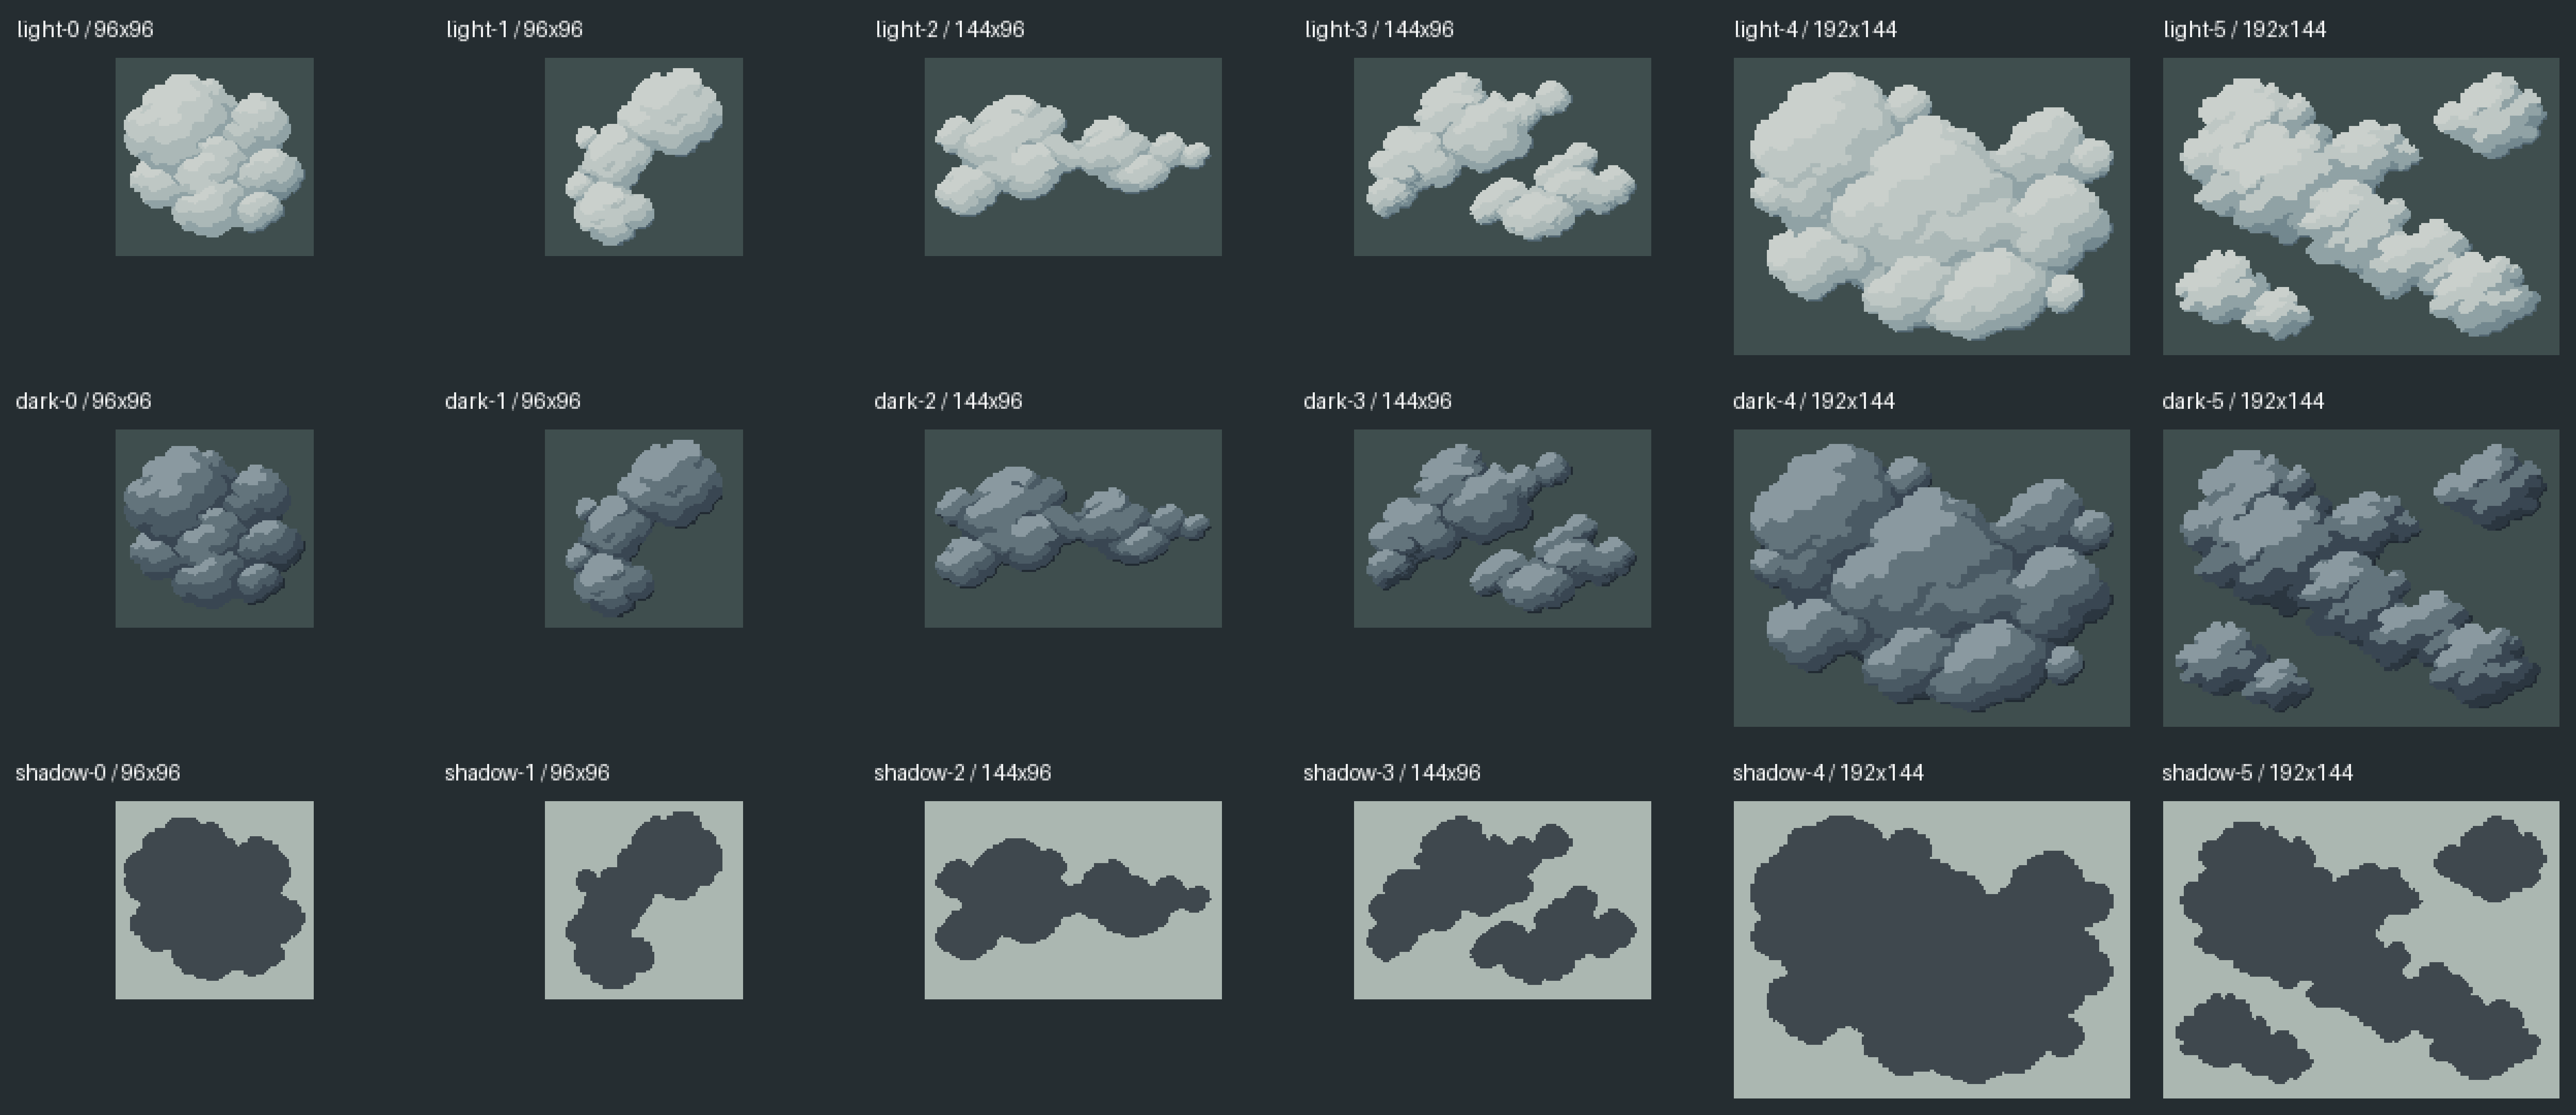 light-0 / 96x96
light-1 / 96x96
light-2 / 144x96
light-3 / 144x96
light-4 / 192x144
light-5 / 192x144
dark-0 / 96x96
dark-1 / 96x96
dark-2 / 144x96
dark-3 / 144x96
dark-4 / 192x144
dark-5 / 192x144
shadow-0 / 96x96
shadow-1 / 96x96
shadow-2 / 144x96
shadow-3 / 144x96
shadow-4 / 192x144
shadow-5 / 192x144